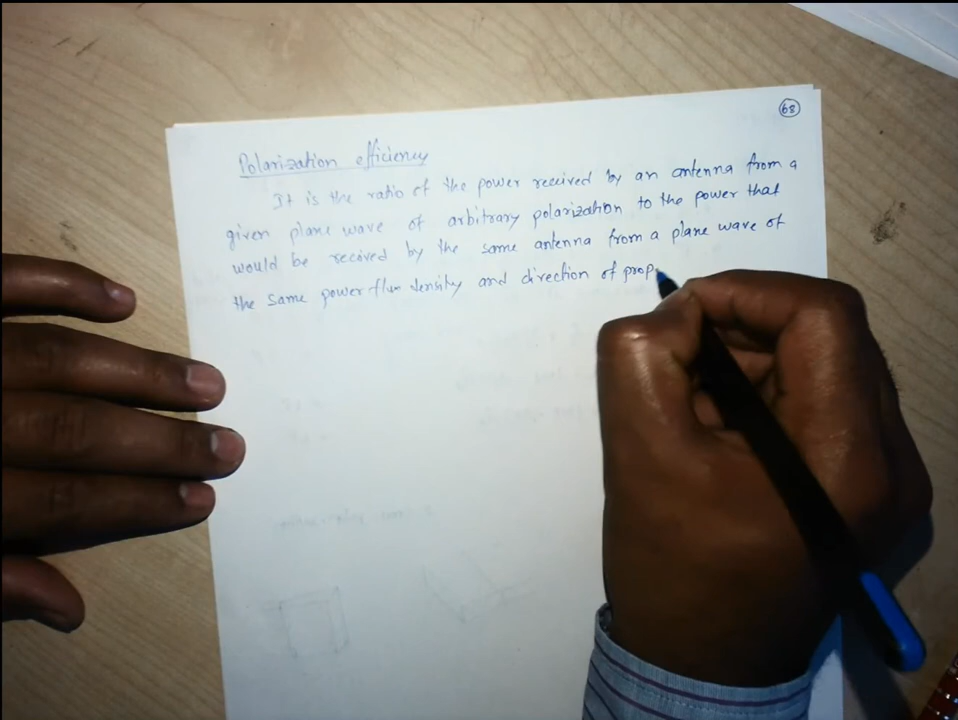 68
Polarization efficiency
It is the ratio of the power received by an antenna from a
given plane wave of arbitrary polarization to the power that
would be recived by the same antenna from a plane wave of
the same power flux density and direction of prop